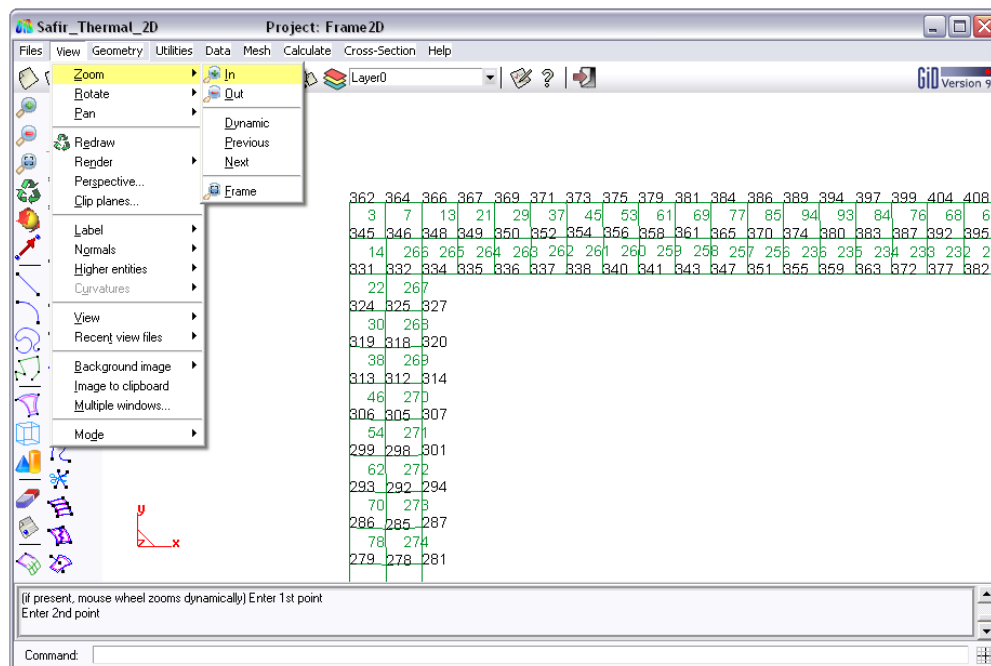 Safir_Thermal_2D Project: Frame2D
Files View Geometry Utilities Data Mesh Calculate Cross-Section Help
Layer0
GiD Version 9
Zoom
Rotate
Pan
Redraw
Render
Perspective...
Clip planes...
Label
Normals
Higher entities
Curvatures
View
Recent view files
Background image
Image to clipboard
Multiple windows...
Mode
In
Out
Dynamic
Previous
Next
Frame
362 364 366 367 369 371 373 375 379 381 384 386 389 394 397 399 404 408
3 7 13 21 29 37 45 53 61 69 77 85 94 93 84 76 68 6
345 346 348 349 350 352 354 356 358 361 365 370 374 380 383 387 392 395
14 266 265 264 263 262 261 260 259 258 257 256 236 235 234 233 232 2
331 332 334 335 336 337 338 340 341 343 347 351 355 359 363 372 377 382
22 267
324 325 327
30 268
319 318 320
38 269
313 312 314
46 270
306 305 307
54 271
299 298 301
62 272
293 292 294
70 273
286 285 287
78 274
279 278 281
y
z x
(if present, mouse wheel zooms dynamically) Enter 1st point
Enter 2nd point
Command: